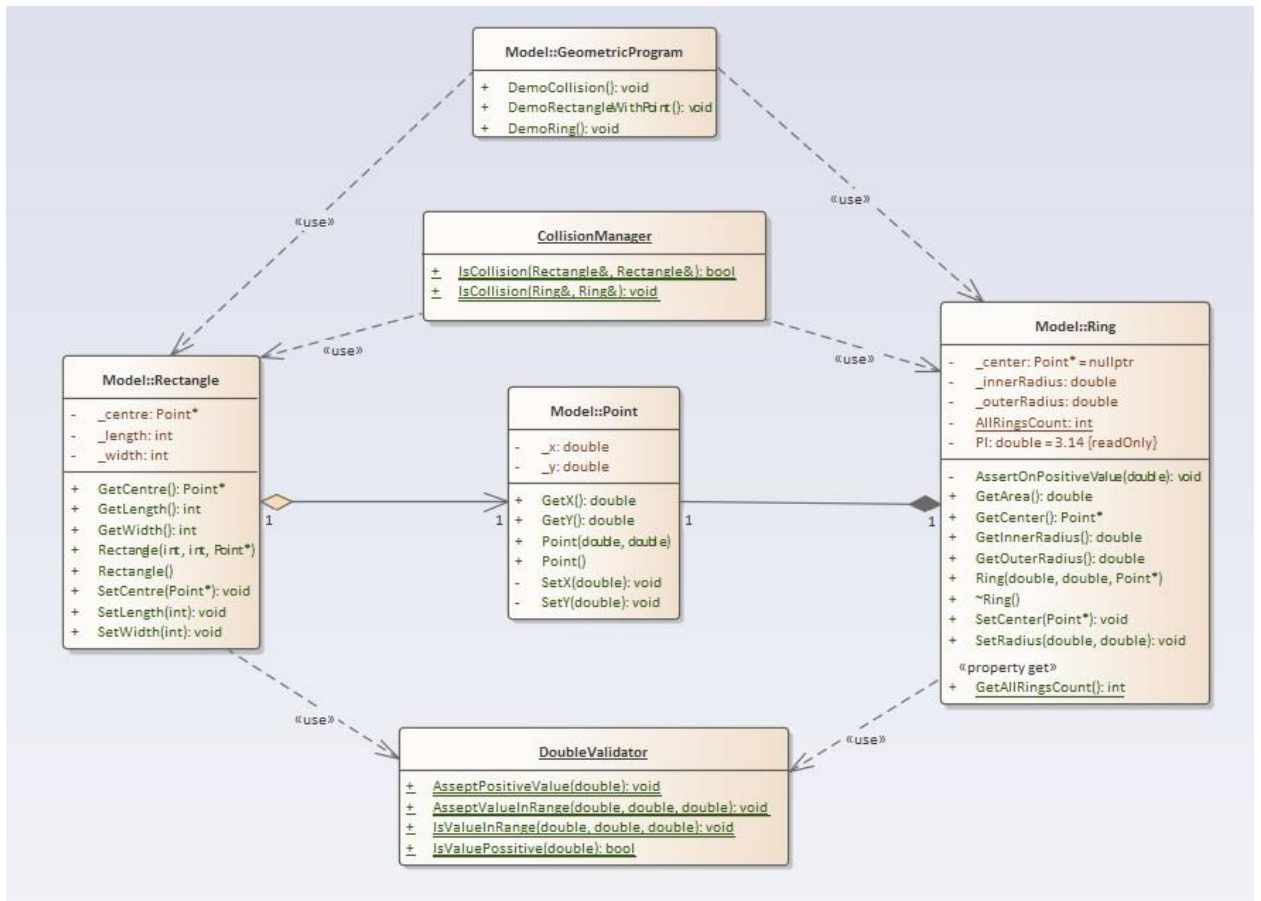 Model::GeometricProgram
+ DemoCollision(): void
+ DemoRectangleWithPoint(): void
+ DemoRing(): void
«use»
«use»
CollisionManager
+ IsCollision(Rectangle&, Rectangle&): bool
+ IsCollision(Ring&, Ring&): void
«use»
«use»
Model::Rectangle
- _centre: Point*
- _length: int
- _width: int
+ GetCentre(): Point*
+ GetLength(): int
+ GetWidth(): int
+ Rectangle(int, int, Point*)
+ Rectangle()
+ SetCentre(Point*): void
+ SetLength(int): void
+ SetWidth(int): void
1
1
Model::Point
- _x: double
- _y: double
+ GetX(): double
+ GetY(): double
+ Point(double, double)
+ Point()
- SetX(double): void
- SetY(double): void
1
1
Model::Ring
- _center: Point* = nullptr
- _innerRadius: double
- _outerRadius: double
- AllRingsCount: int
- PI: double = 3.14 {readOnly}
- AssertOnPositiveValue(double): void
+ GetArea(): double
+ GetCenter(): Point*
+ GetInnerRadius(): double
+ GetOuterRadius(): double
+ Ring(double, double, Point*)
+ ~Ring()
+ SetCenter(Point*): void
+ SetRadius(double, double): void
«property get»
+ GetAllRingsCount(): int
«use»
«use»
DoubleValidator
+ AsseptPositiveValue(double): void
+ AsseptValueInRange(double, double, double): void
+ IsValueInRange(double, double, double): void
+ IsValuePossitive(double): bool